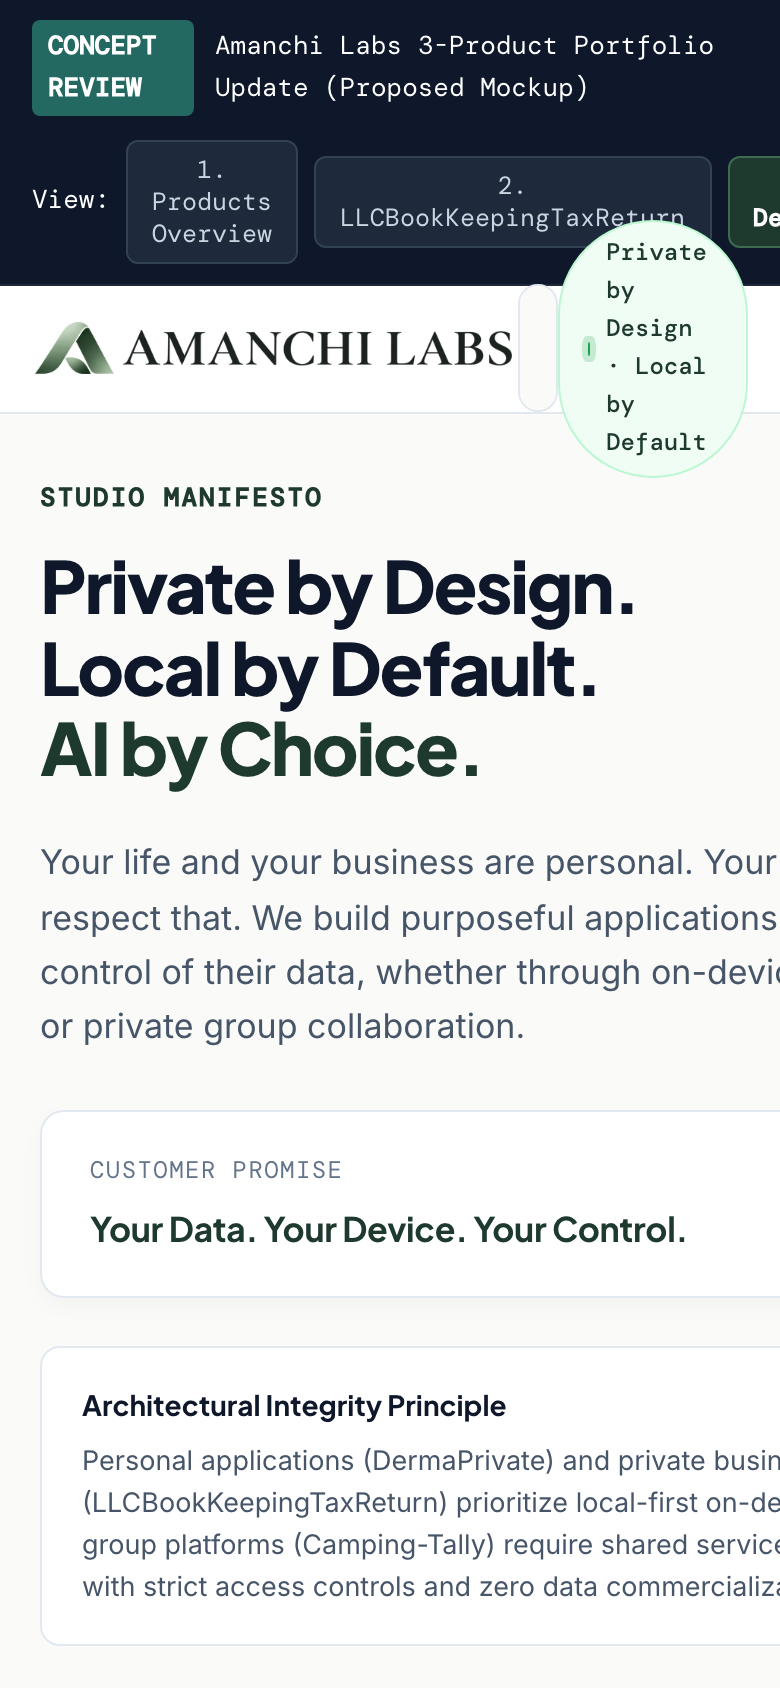 CONCEPT
REVIEW
Amanchi Labs 3-Product Portfolio
Update (Proposed Mockup)
View:
1.
Products
Overview
2.
LLCBookKeepingTaxReturn
De
AMANCHI LABS
Private
by
Design
· Local
by
Default
STUDIO MANIFESTO
Private by Design.
Local by Default.
AI by Choice.
Your life and your business are personal. Your
respect that. We build purposeful applications
control of their data, whether through on-devic
or private group collaboration.
CUSTOMER PROMISE
Your Data. Your Device. Your Control.
Architectural Integrity Principle
Personal applications (DermaPrivate) and private busin
(LLCBookKeepingTaxReturn) prioritize local-first on-de
group platforms (Camping-Tally) require shared service
with strict access controls and zero data commercializa